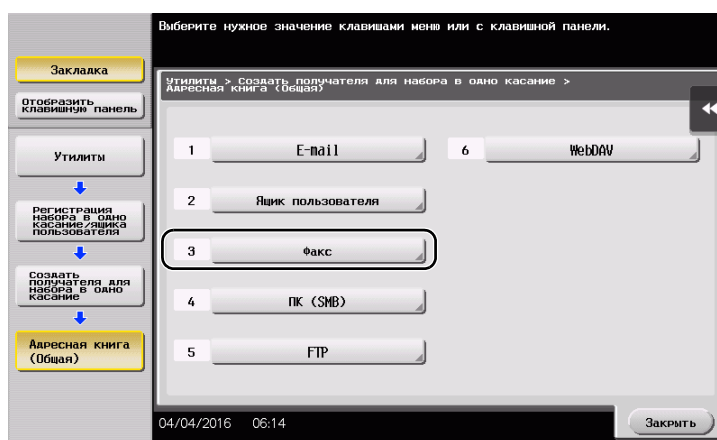 Выберите нужное значение клавишами меню или с клавишной панели.
Закладка
Отобразить
клавишную панель
Утилиты > Создать получателя для набора в одно касание >
Адресная книга (Общая)
Утилиты
Регистрация
набора в одно
касание/ящика
пользователя
Создать
получателя для
набора в одно
касание
Адресная книга
(Общая)
1 E-mail
2 Ящик пользователя
3 Факс
4 ПК (SMB)
5 FTP
6 WebDAV
04/04/2016 06:14
Закрыть